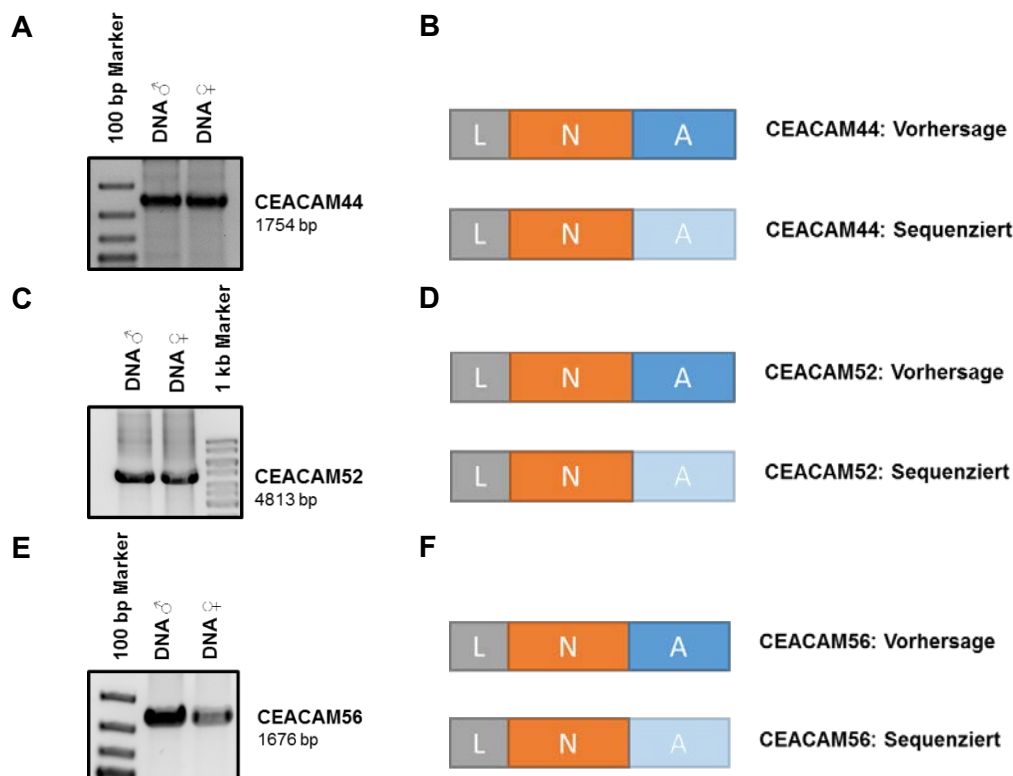 A
100 bp Marker
DNA ♂
DNA ♀
CEACAM44
1754 bp
B
L N A
CEACAM44: Vorhersage
L N A
CEACAM44: Sequenziert
C
DNA ♂
DNA ♀
1 kb Marker
CEACAM52
4813 bp
D
L N A
CEACAM52: Vorhersage
L N A
CEACAM52: Sequenziert
E
100 bp Marker
DNA ♂
DNA ♀
CEACAM56
1676 bp
F
L N A
CEACAM56: Vorhersage
L N A
CEACAM56: Sequenziert